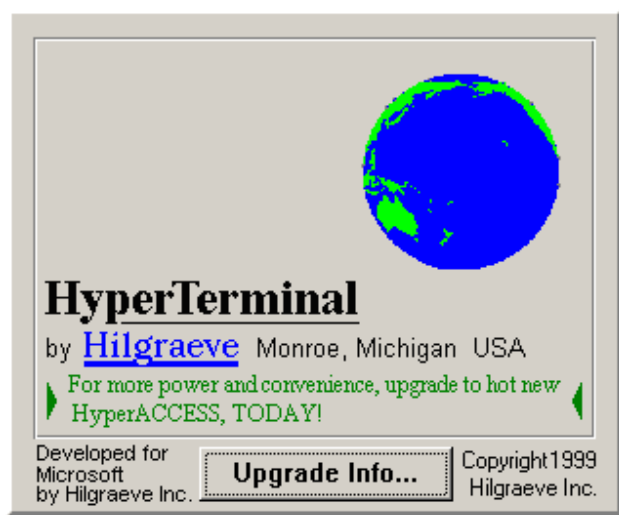 HyperTerminal
by Hilgraeve Monroe, Michigan USA
For more power and convenience, upgrade to hot new
HyperACCESS, TODAY!
Developed for
Microsoft
by Hilgraeve Inc.
Upgrade Info...
Copyright1999
Hilgraeve Inc.